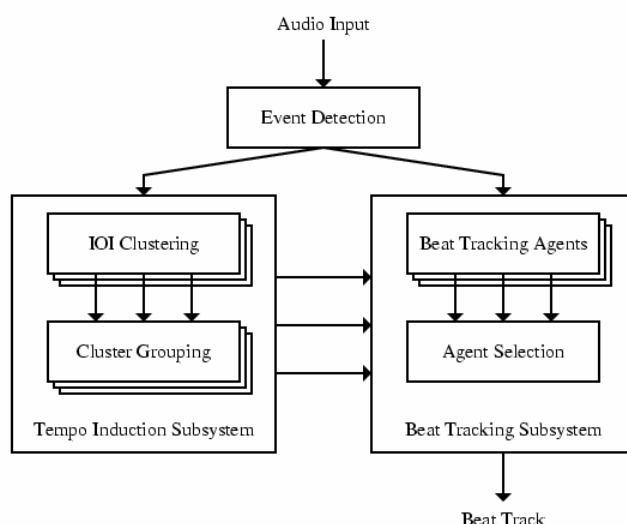 Audio Input
Event Detection
IOI Clustering
Beat Tracking Agents
Cluster Grouping
Agent Selection
Tempo Induction Subsystem
Beat Tracking Subsystem
Beat Track